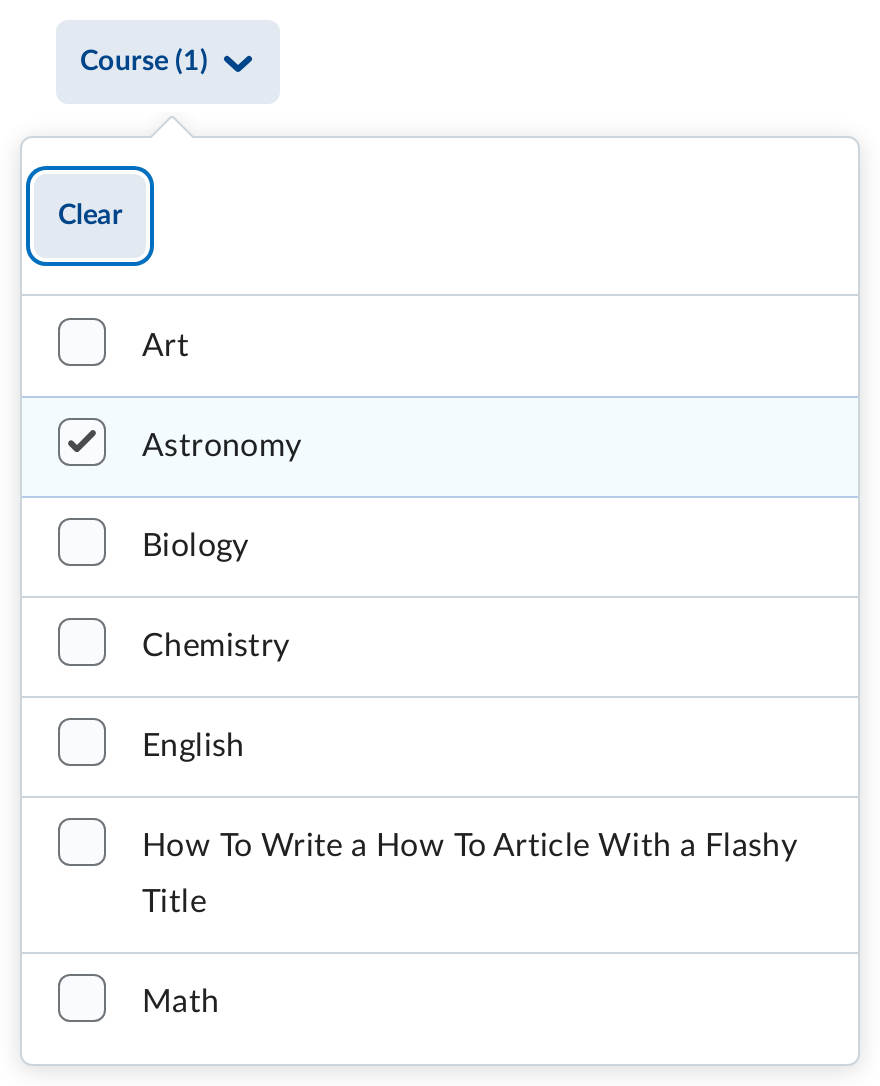 Course (1)
Clear
Art
Astronomy
Biology
Chemistry
English
How To Write a How To Article With a Flashy
Title
Math